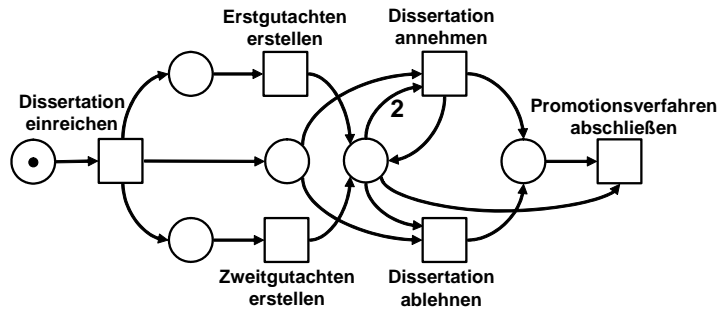 Erstgutachten
erstellen
Dissertation
annehmen
Dissertation
einreichen
2
Promotionsverfahren
abschließen
Zweitgutachten
erstellen
Dissertation
ablehnen